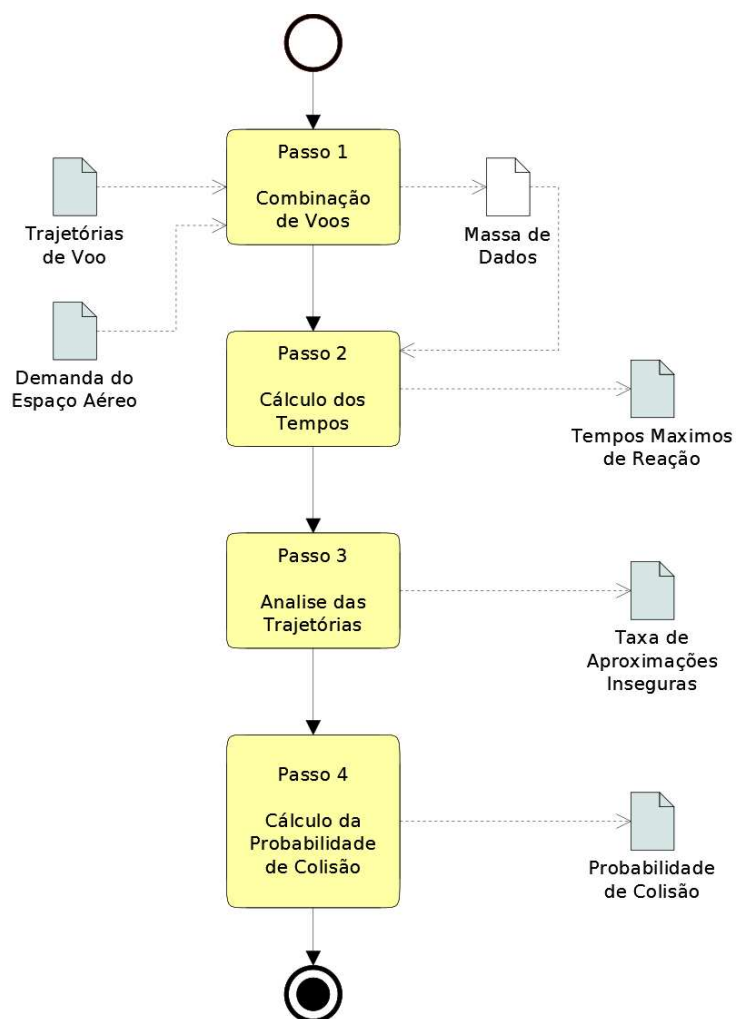 Passo 1
Combinação
de Voos
Trajetórias
de Voo
Massa de
Dados
Demanda do
Espaço Aéreo
Passo 2
Cálculo dos
Tempos
Tempos Maximos
de Reação
Passo 3
Analise das
Trajetórias
Taxa de
Aproximações
Inseguras
Passo 4
Cálculo da
Probabilidade
de Colisão
Probabilidade
de Colisão